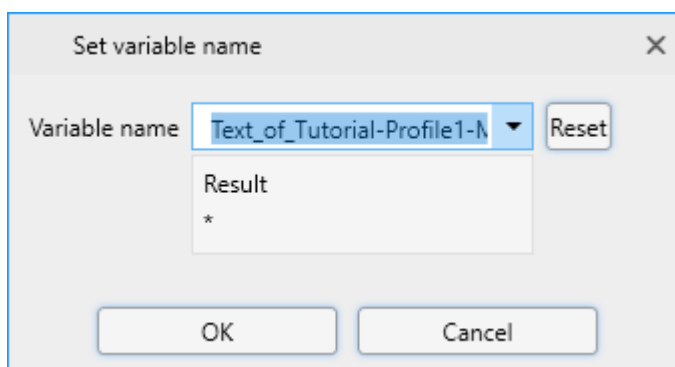 Set variable name
Variable name Text_of_Tutorial-Profile1-M Reset
Result
*
OK Cancel